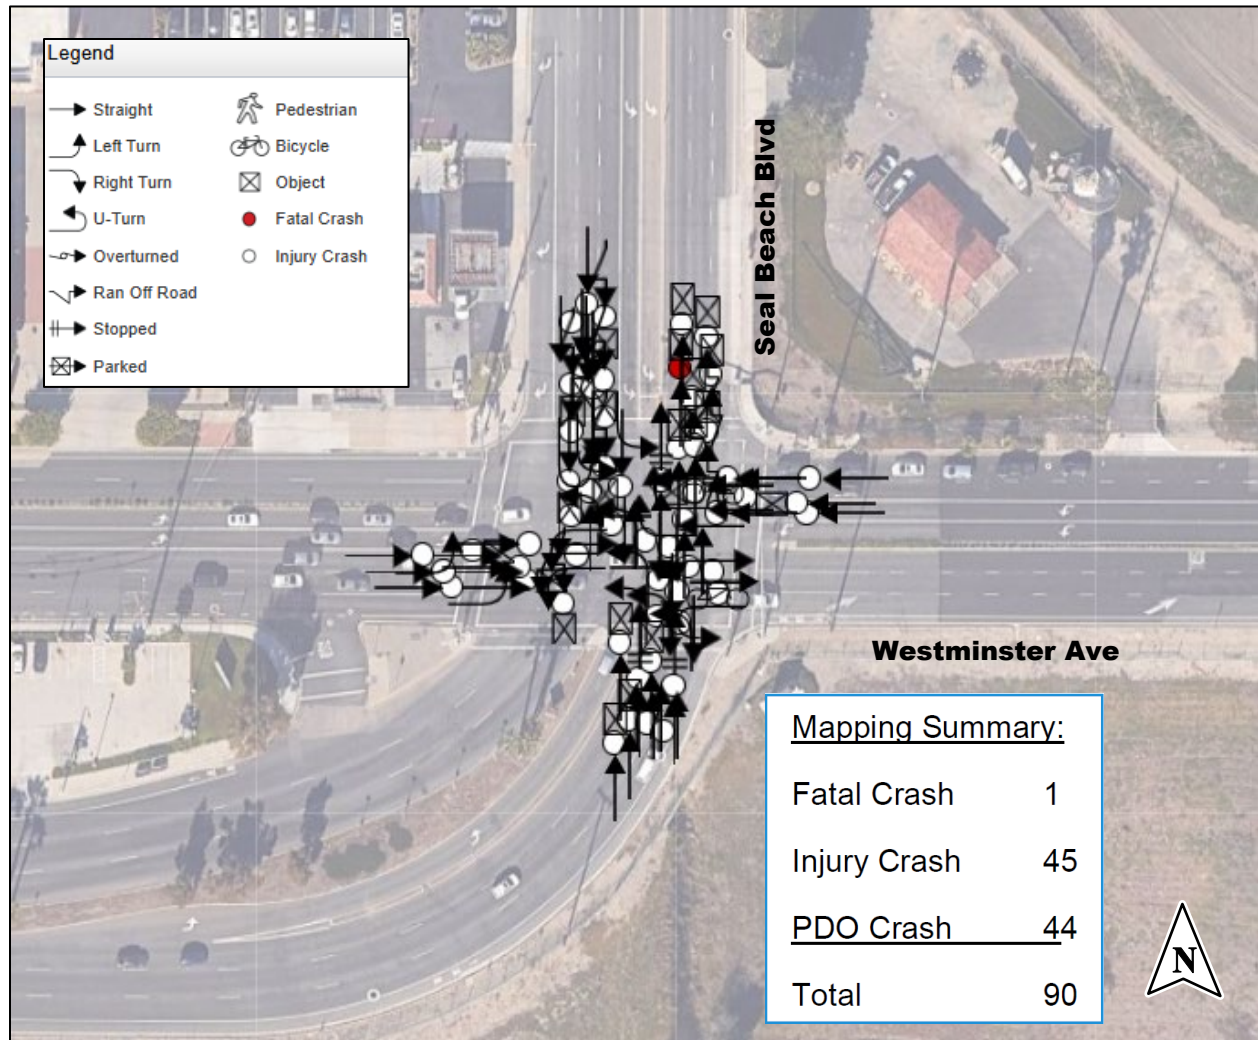 Legend
Straight
Pedestrian
Left Turn
Bicycle
Right Turn
Object
U-Turn
Fatal Crash
Overturned
Injury Crash
Ran Off Road
Stopped
Parked
Seal Beach Blvd
Westminster Ave
Mapping Summary:
Fatal Crash 1
Injury Crash 45
PDO Crash 44
Total 90
N